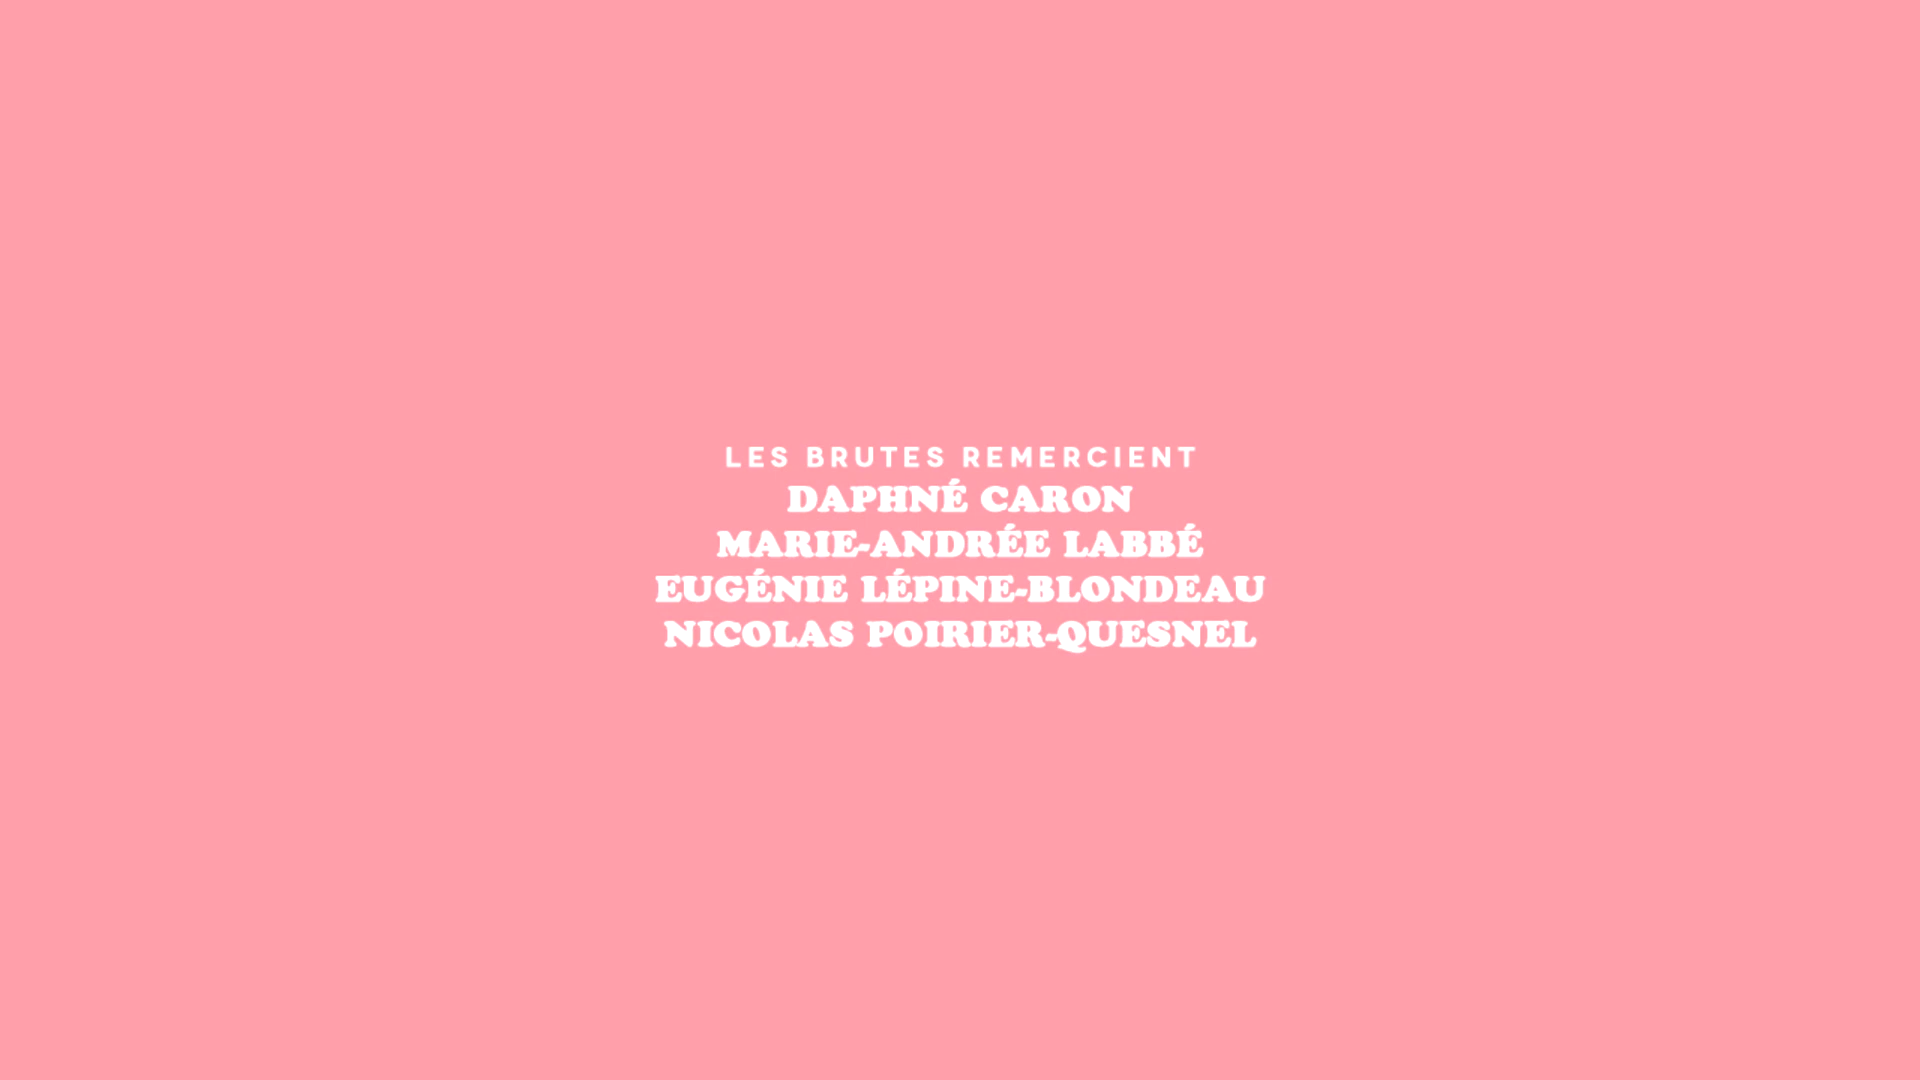 LES BRUTES REMERCIENT
DAPHNÉ CARON
MARIE-ANDRÉE LABBÉ
EUGÉNIE LÉPINE-BLONDEAU
NICOLAS POIRIER-QUESNEL